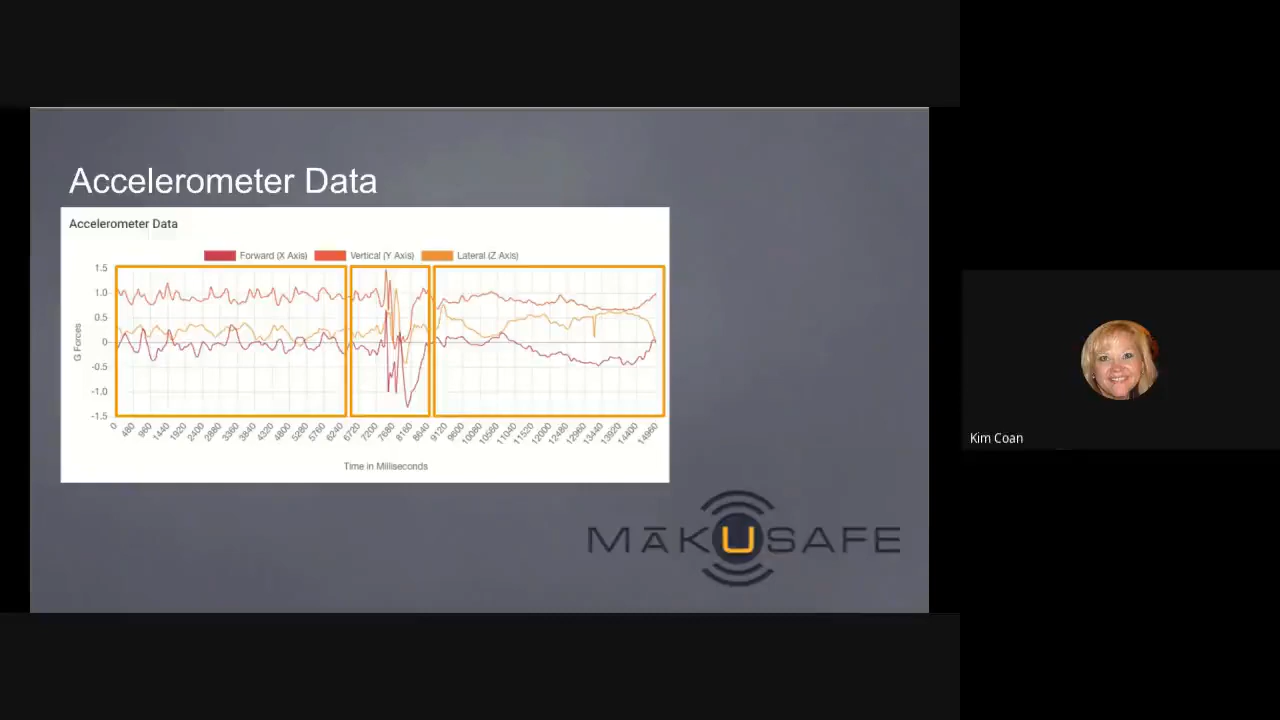 Accelerometer Data
Accelerometer Data
Forward (X Axis) Vertical (Y Axis) Lateral (Z Axis)
1.5
1.0
0.5
0
-0.5
-1.0
-1.5
G Forces
0 480 960 1440 1920 2400 2880 3360 3840 4320 4800 5280 5760 6240 6720 7200 7680 8160 8640 9120 9600 10080 10560 11040 11520 12000 12480 12960 13440 13920 14400 14960
Time in Milliseconds
MĀKUSAFE
Kim Coan